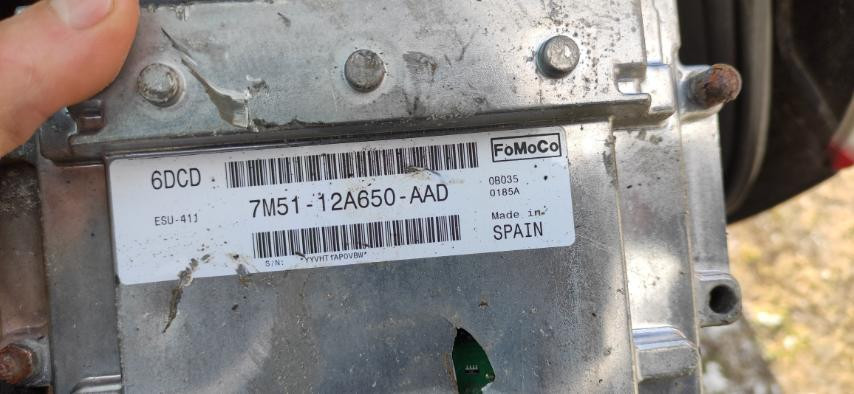 6DCD
FoMoCo
ESU-411
7M51-12A650-AAD
0B035
0185A
Made in
SPAIN
S/N: